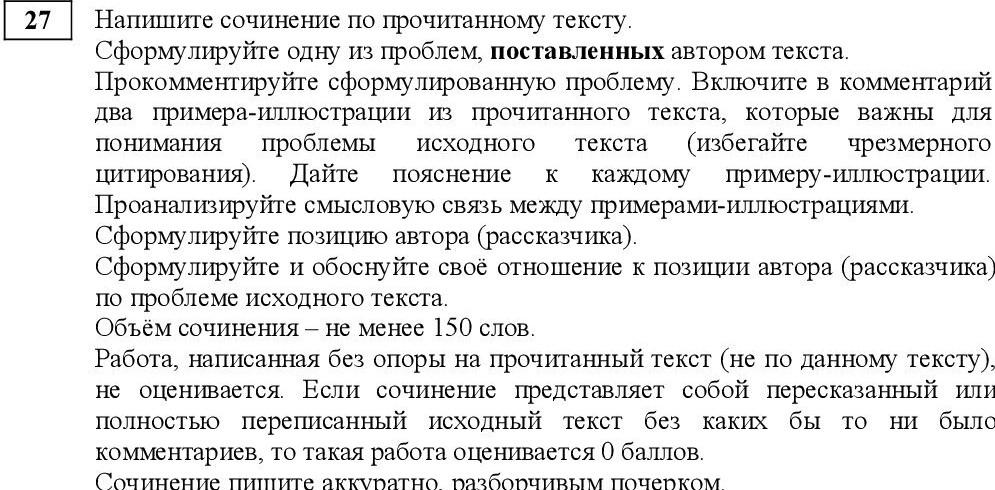 27 Напишите сочинение по прочитанному тексту.
Сформулируйте одну из проблем, поставленных автором текста.
Прокомментируйте сформулированную проблему. Включите в комментарий
два примера-иллюстрации из прочитанного текста, которые важны для
понимания проблемы исходного текста (избегайте чрезмерного
цитирования). Дайте пояснение к каждому примеру-иллюстрации.
Проанализируйте смысловую связь между примерами-иллюстрациями.
Сформулируйте позицию автора (рассказчика).
Сформулируйте и обоснуйте своё отношение к позиции автора (рассказчика)
по проблеме исходного текста.
Объём сочинения – не менее 150 слов.
Работа, написанная без опоры на прочитанный текст (не по данному тексту),
не оценивается. Если сочинение представляет собой пересказанный или
полностью переписанный исходный текст без каких бы то ни было
комментариев, то такая работа оценивается 0 баллов.
Сочинение пишите аккуратно, разборчивым почерком.